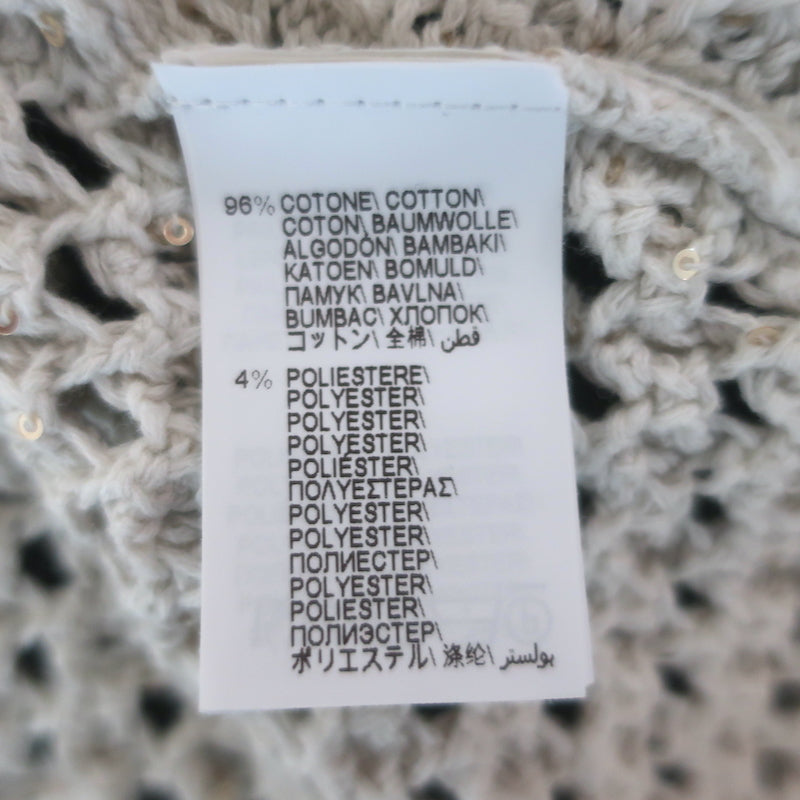 96% COTONE\ COTTON\
COTON\ BAUMWOLLE\
ALGODÓN\ BAMBAKI\
KATOEN\ BOMULD\
ПАМУК\ BAVLNA\
BUMBAC\ ХЛОПОК\
コットン\ 全棉\ قطن
4% POLIESTERE\
POLYESTER\
POLYESTER\
POLYESTER\
POLIÉSTER\
ΠΟΛΥΕΣΤΕΡΑΣ\
POLYESTER\
POLYESTER\
ПОЛИЕСТЕР\
POLYESTER\
POLIESTER\
ПОЛИЭСТЕР\
ポリエステル\ 涤纶\ بولستر